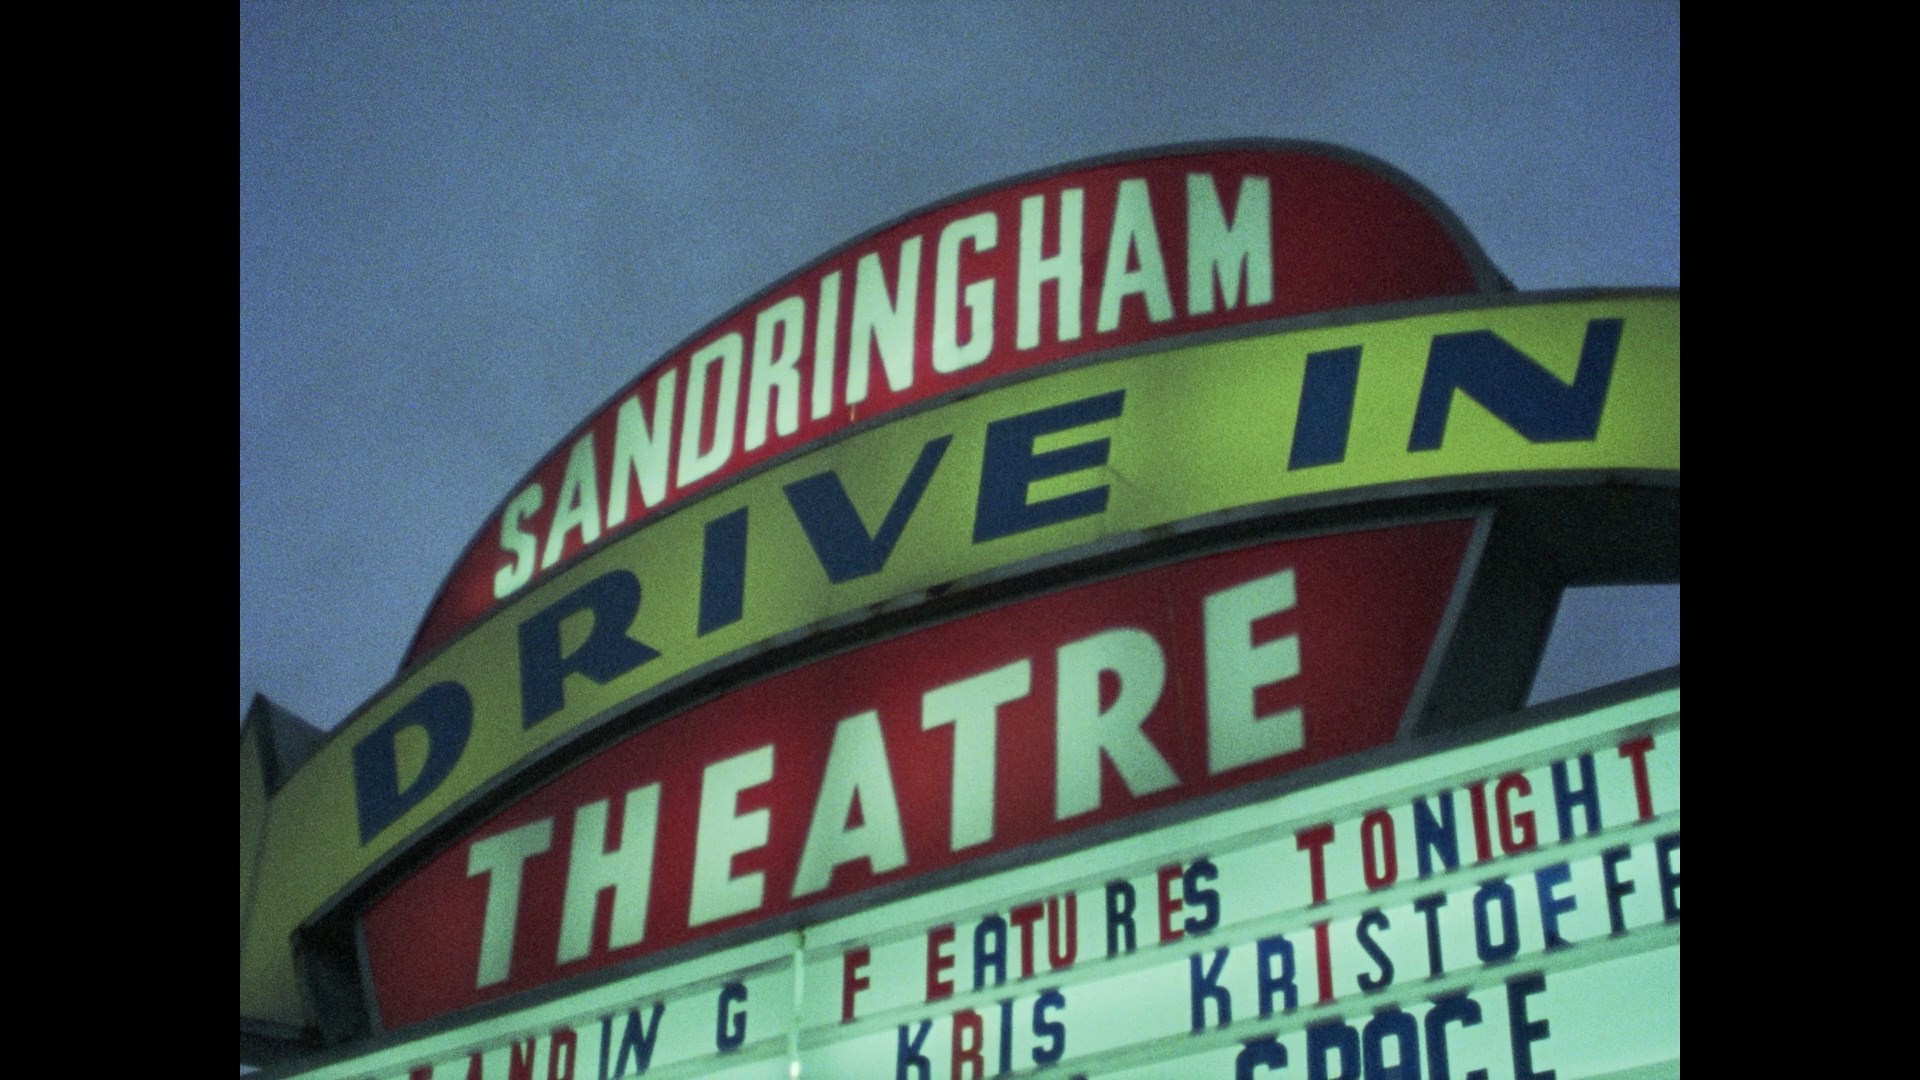 SANDRINGHAM
DRIVE IN
THEATRE
FEATURES TONIGHT
KRIS KRISTOFFE
SPACE